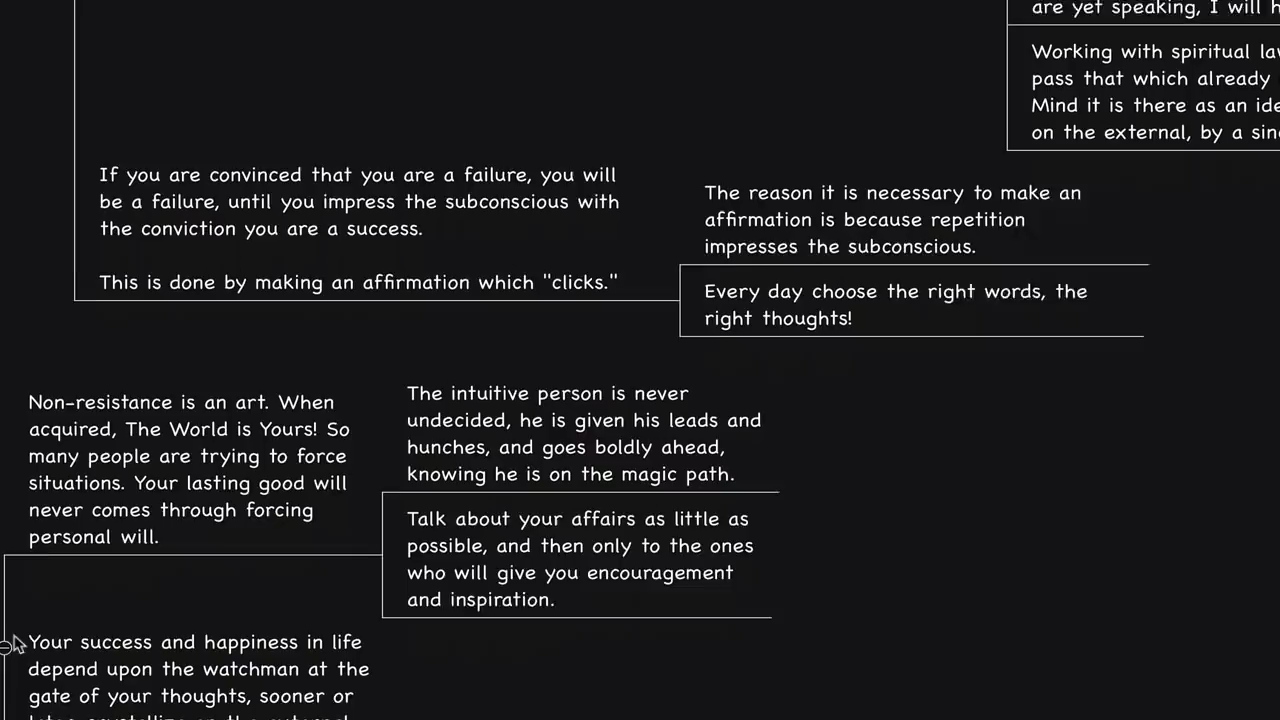 are yet speaking, I will
Working with spiritual
pass that which already
Mind it is there as an
on the external, by a
If you are convinced that you are a failure, you will
be a failure, until you impress the subconscious with
the conviction you are a success.
This is done by making an affirmation which "clicks."
The reason it is necessary to make an
affirmation is because repetition
impresses the subconscious.
Every day choose the right words, the
right thoughts!
Non-resistance is an art. When
acquired, The World is Yours! So
many people are trying to force
situations. Your lasting good will
never comes through forcing
personal will.
The intuitive person is never
undecided, he is given his leads and
hunches, and goes boldly ahead,
knowing he is on the magic path.
Talk about your affairs as little as
possible, and then only to the ones
who will give you encouragement
and inspiration.
Your success and happiness in life
depend upon the watchman at the
gate of your thoughts, sooner or